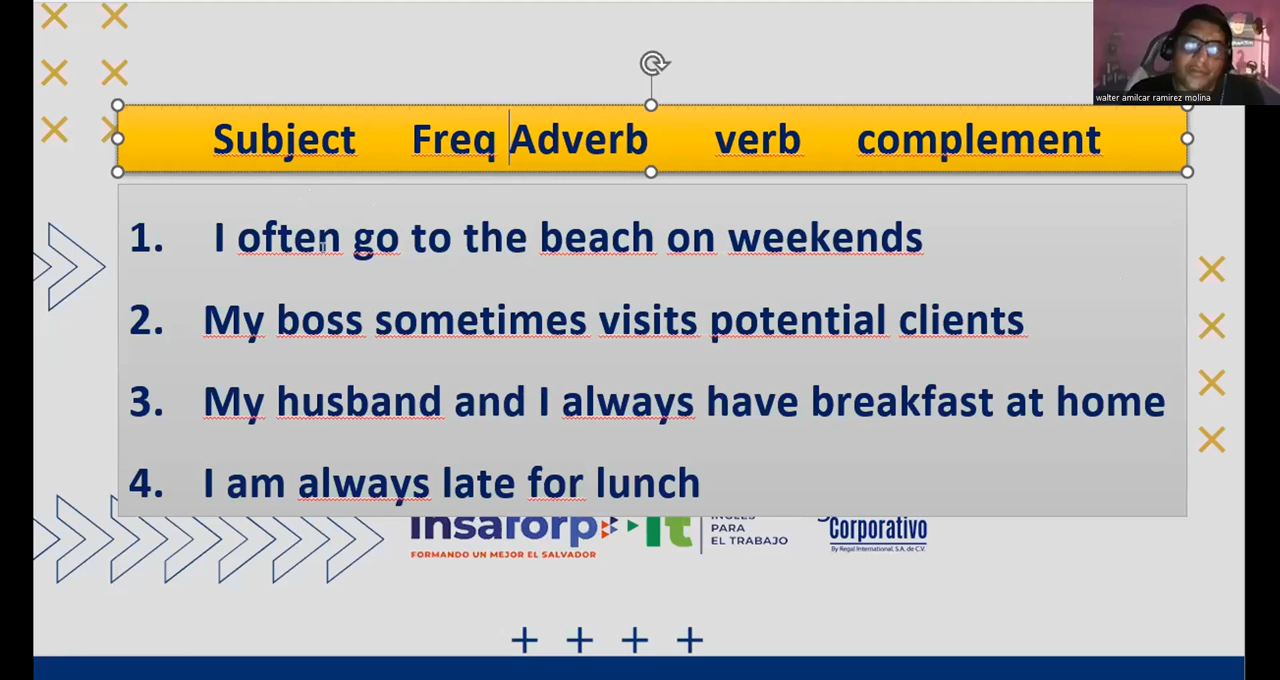 walter amilcar ramirez molina
Subject Freq Adverb verb complement
1. I often go to the beach on weekends
2. My boss sometimes visits potential clients
3. My husband and I always have breakfast at home
4. I am always late for lunch
insaforp It INGLÉS PARA EL TRABAJO Corporativo
FORMANDO UN MEJOR EL SALVADOR
By Regal International, S.A. de C.V.